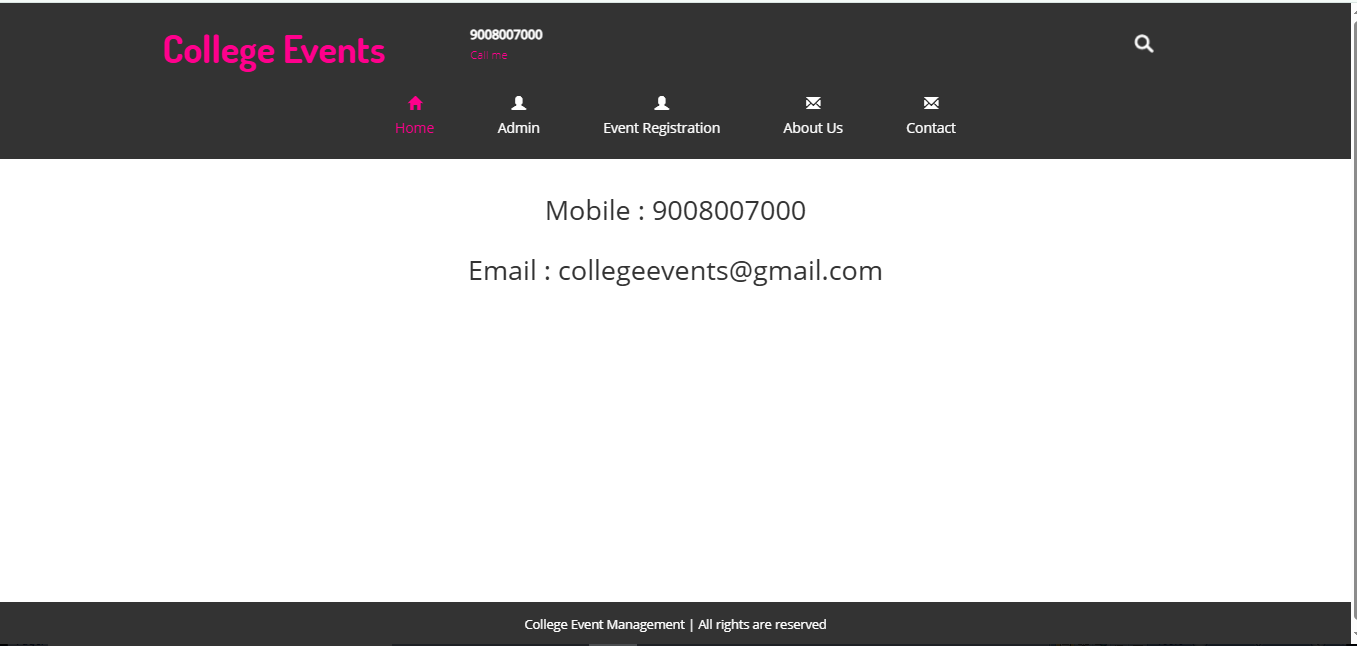 College Events
9008007000
Call me
Home Admin Event Registration About Us Contact
Mobile : 9008007000
Email : collegeevents@gmail.com
College Event Management | All rights are reserved